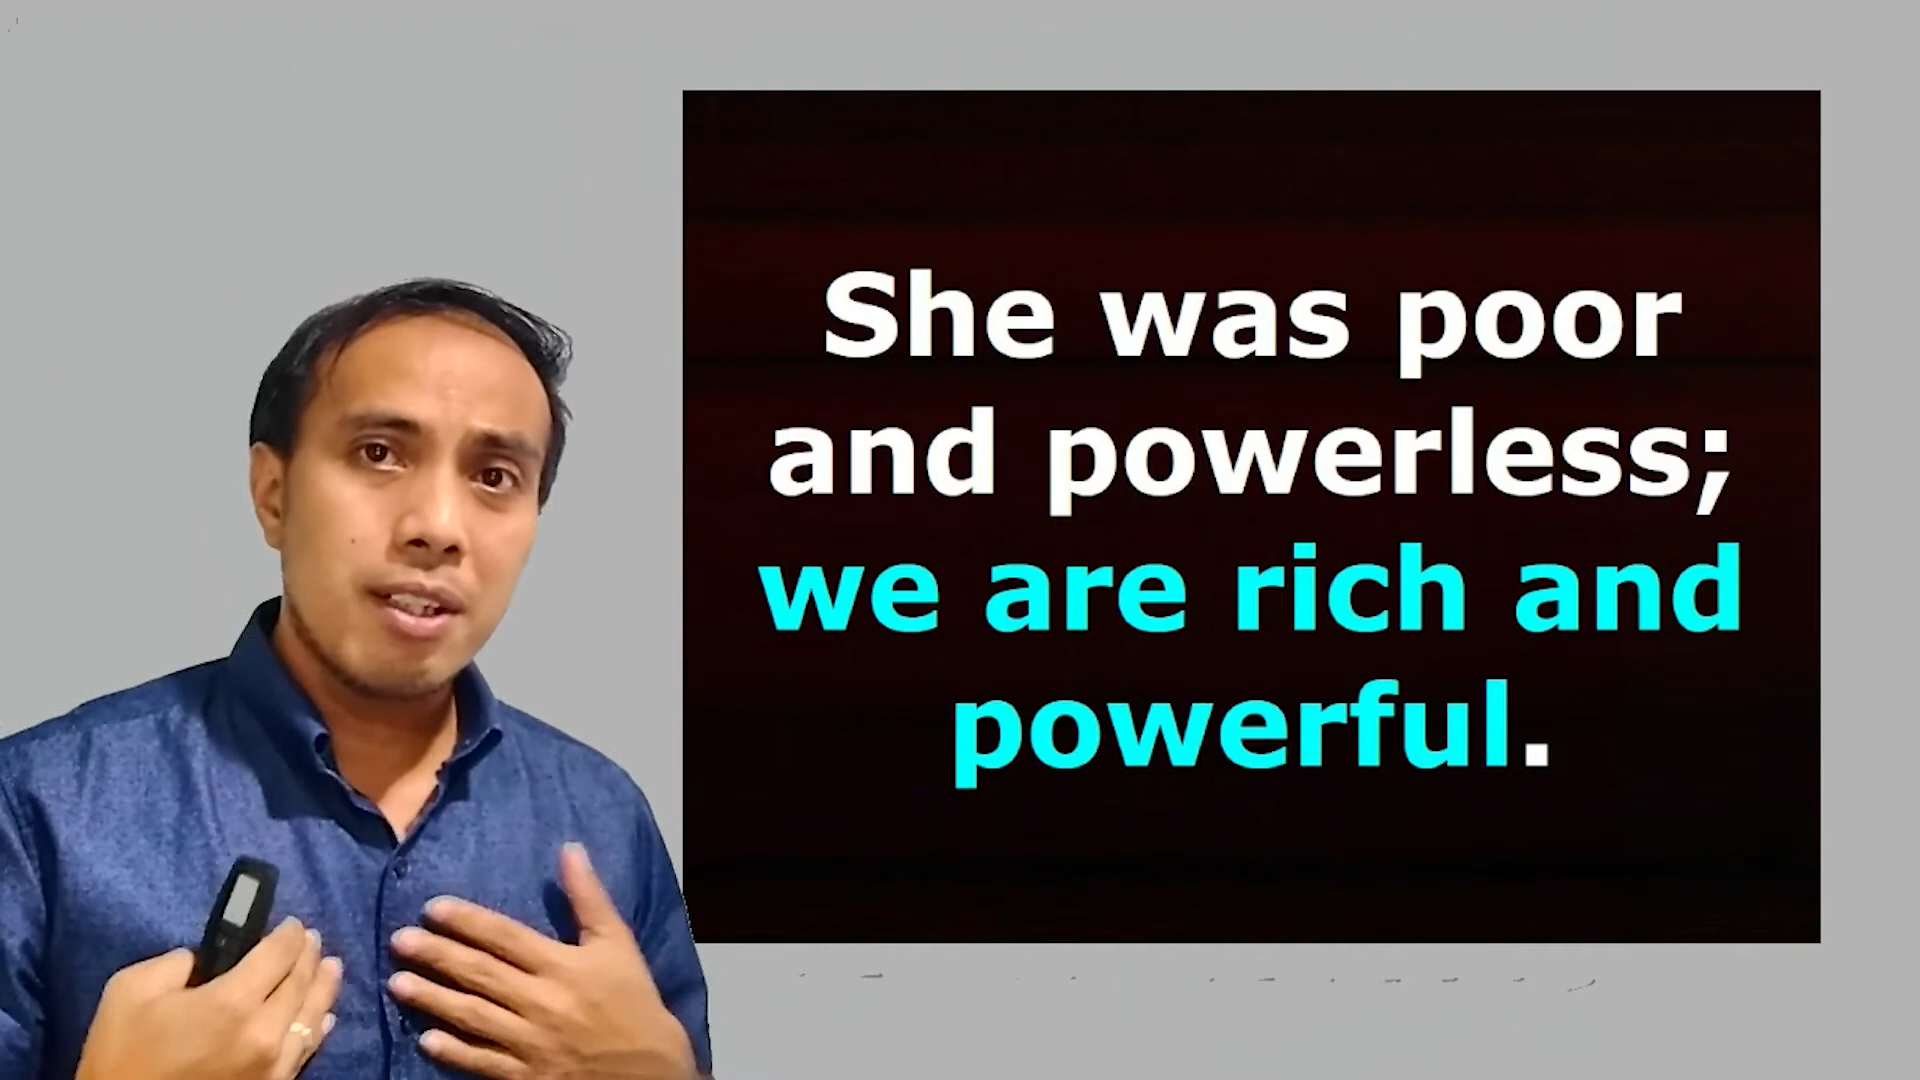 She was poor
and powerless;
we are rich and
powerful.